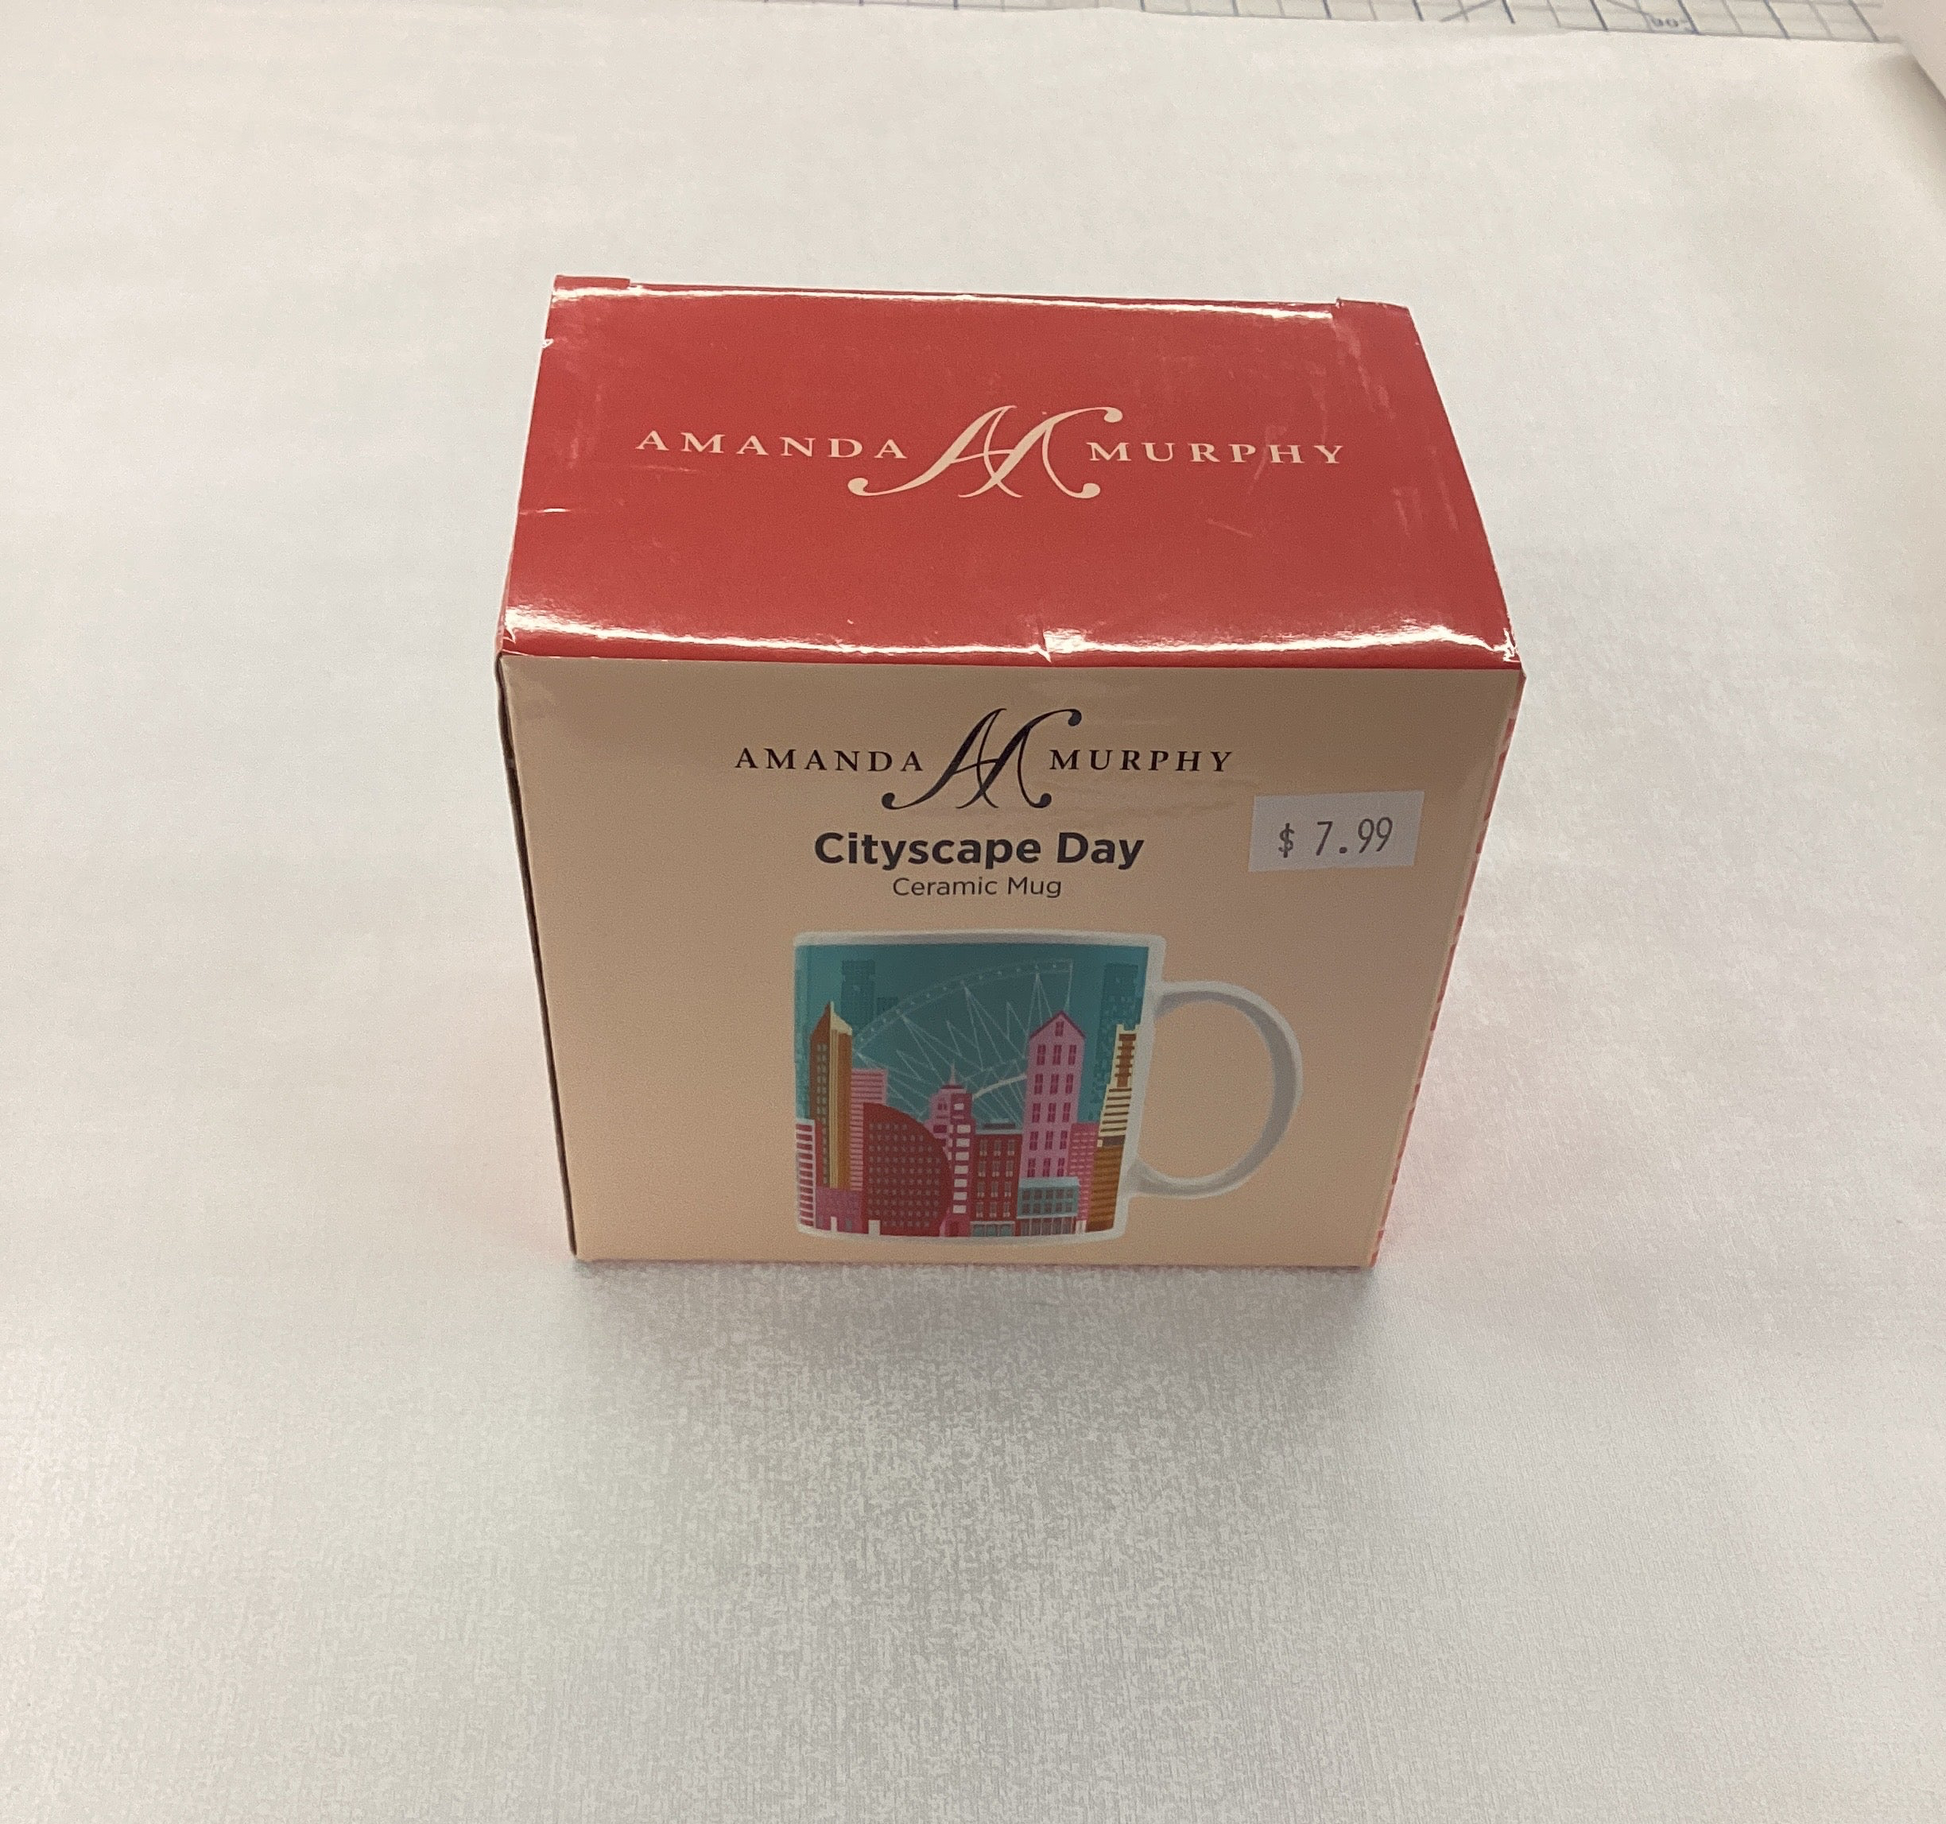 AMANDA AM MURPHY
AMANDA AM MURPHY
Cityscape Day
$ 7.99
Ceramic Mug